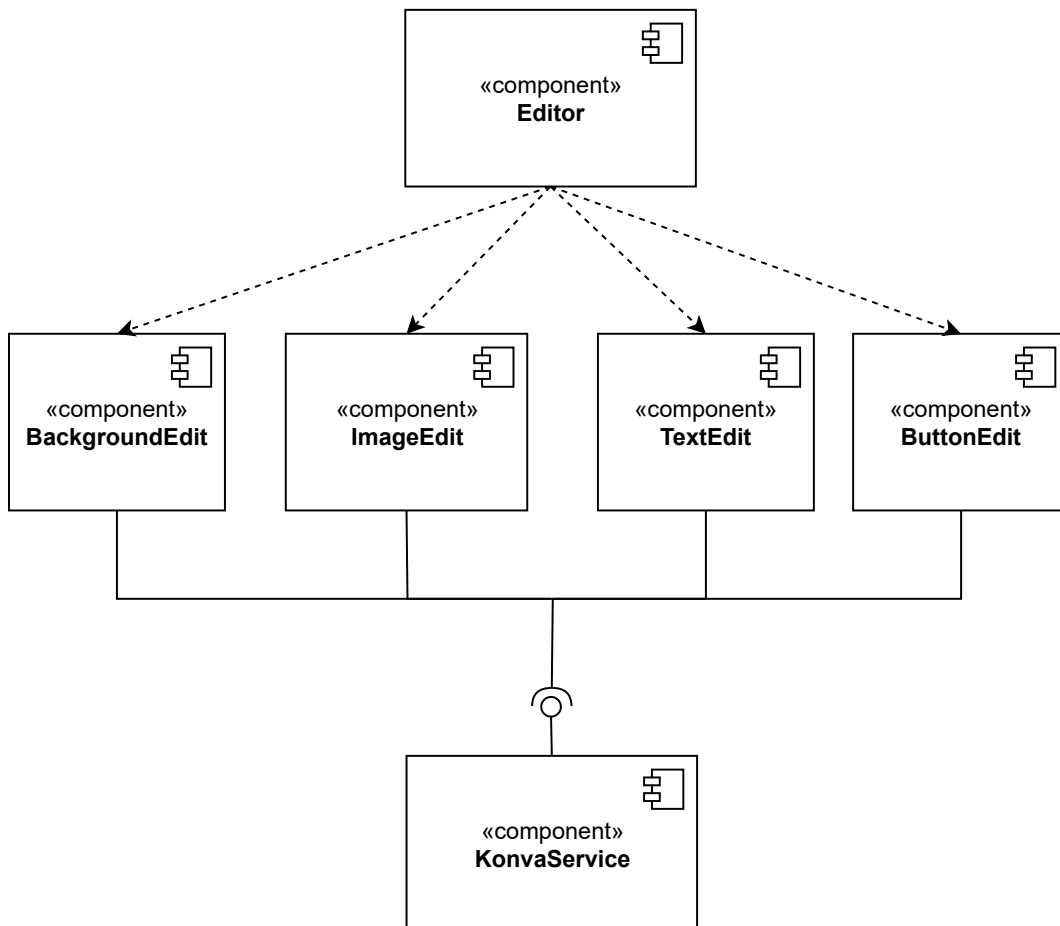 «component»
Editor
«component»
BackgroundEdit
«component»
ImageEdit
«component»
TextEdit
«component»
ButtonEdit
«component»
KonvaService